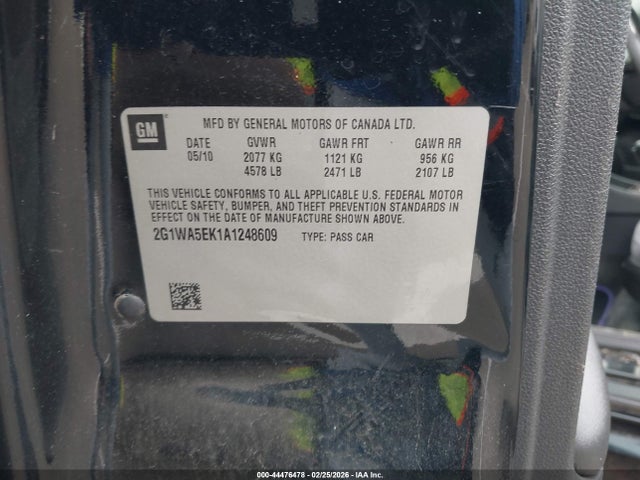 GM
MFD BY GENERAL MOTORS OF CANADA LTD.
DATE GVWR GAWR FRT GAWR RR
05/10 2077 KG 1121 KG 956 KG
4578 LB 2471 LB 2107 LB
THIS VEHICLE CONFORMS TO ALL APPLICABLE U.S. FEDERAL MOTOR
VEHICLE SAFETY, BUMPER, AND THEFT PREVENTION STANDARDS IN
EFFECT ON THE DATE OF MANUFACTURE SHOWN ABOVE.
2G1WA5EK1A1248609 TYPE: PASS CAR
000-44476478 - 02/25/2026 - IAA Inc.